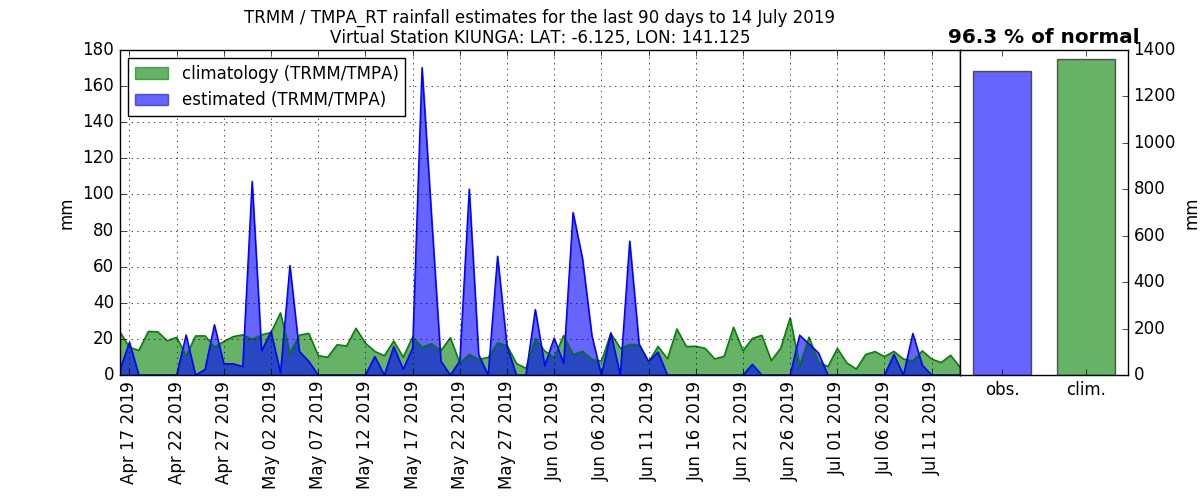 TRMM / TMPA_RT rainfall estimates for the last 90 days to 14 July 2019
Virtual Station KIUNGA: LAT: -6.125, LON: 141.125
96.3 % of normal
climatology (TRMM/TMPA)
estimated (TRMM/TMPA)
180
160
140
120
100
80
60
40
20
0
mm
Apr 17 2019
Apr 22 2019
Apr 27 2019
May 02 2019
May 07 2019
May 12 2019
May 17 2019
May 22 2019
May 27 2019
Jun 01 2019
Jun 06 2019
Jun 11 2019
Jun 16 2019
Jun 21 2019
Jun 26 2019
Jul 01 2019
Jul 06 2019
Jul 11 2019
1400
1200
1000
800
600
400
200
0
mm
obs.
clim.